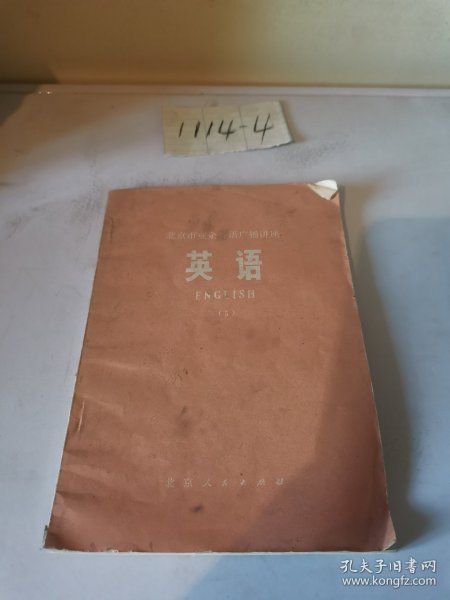 1114-4
北京市业余外语广播讲座
英语
ENGLISH
(5)
北京人民出版社
孔夫子旧书网
www.kongfz.com